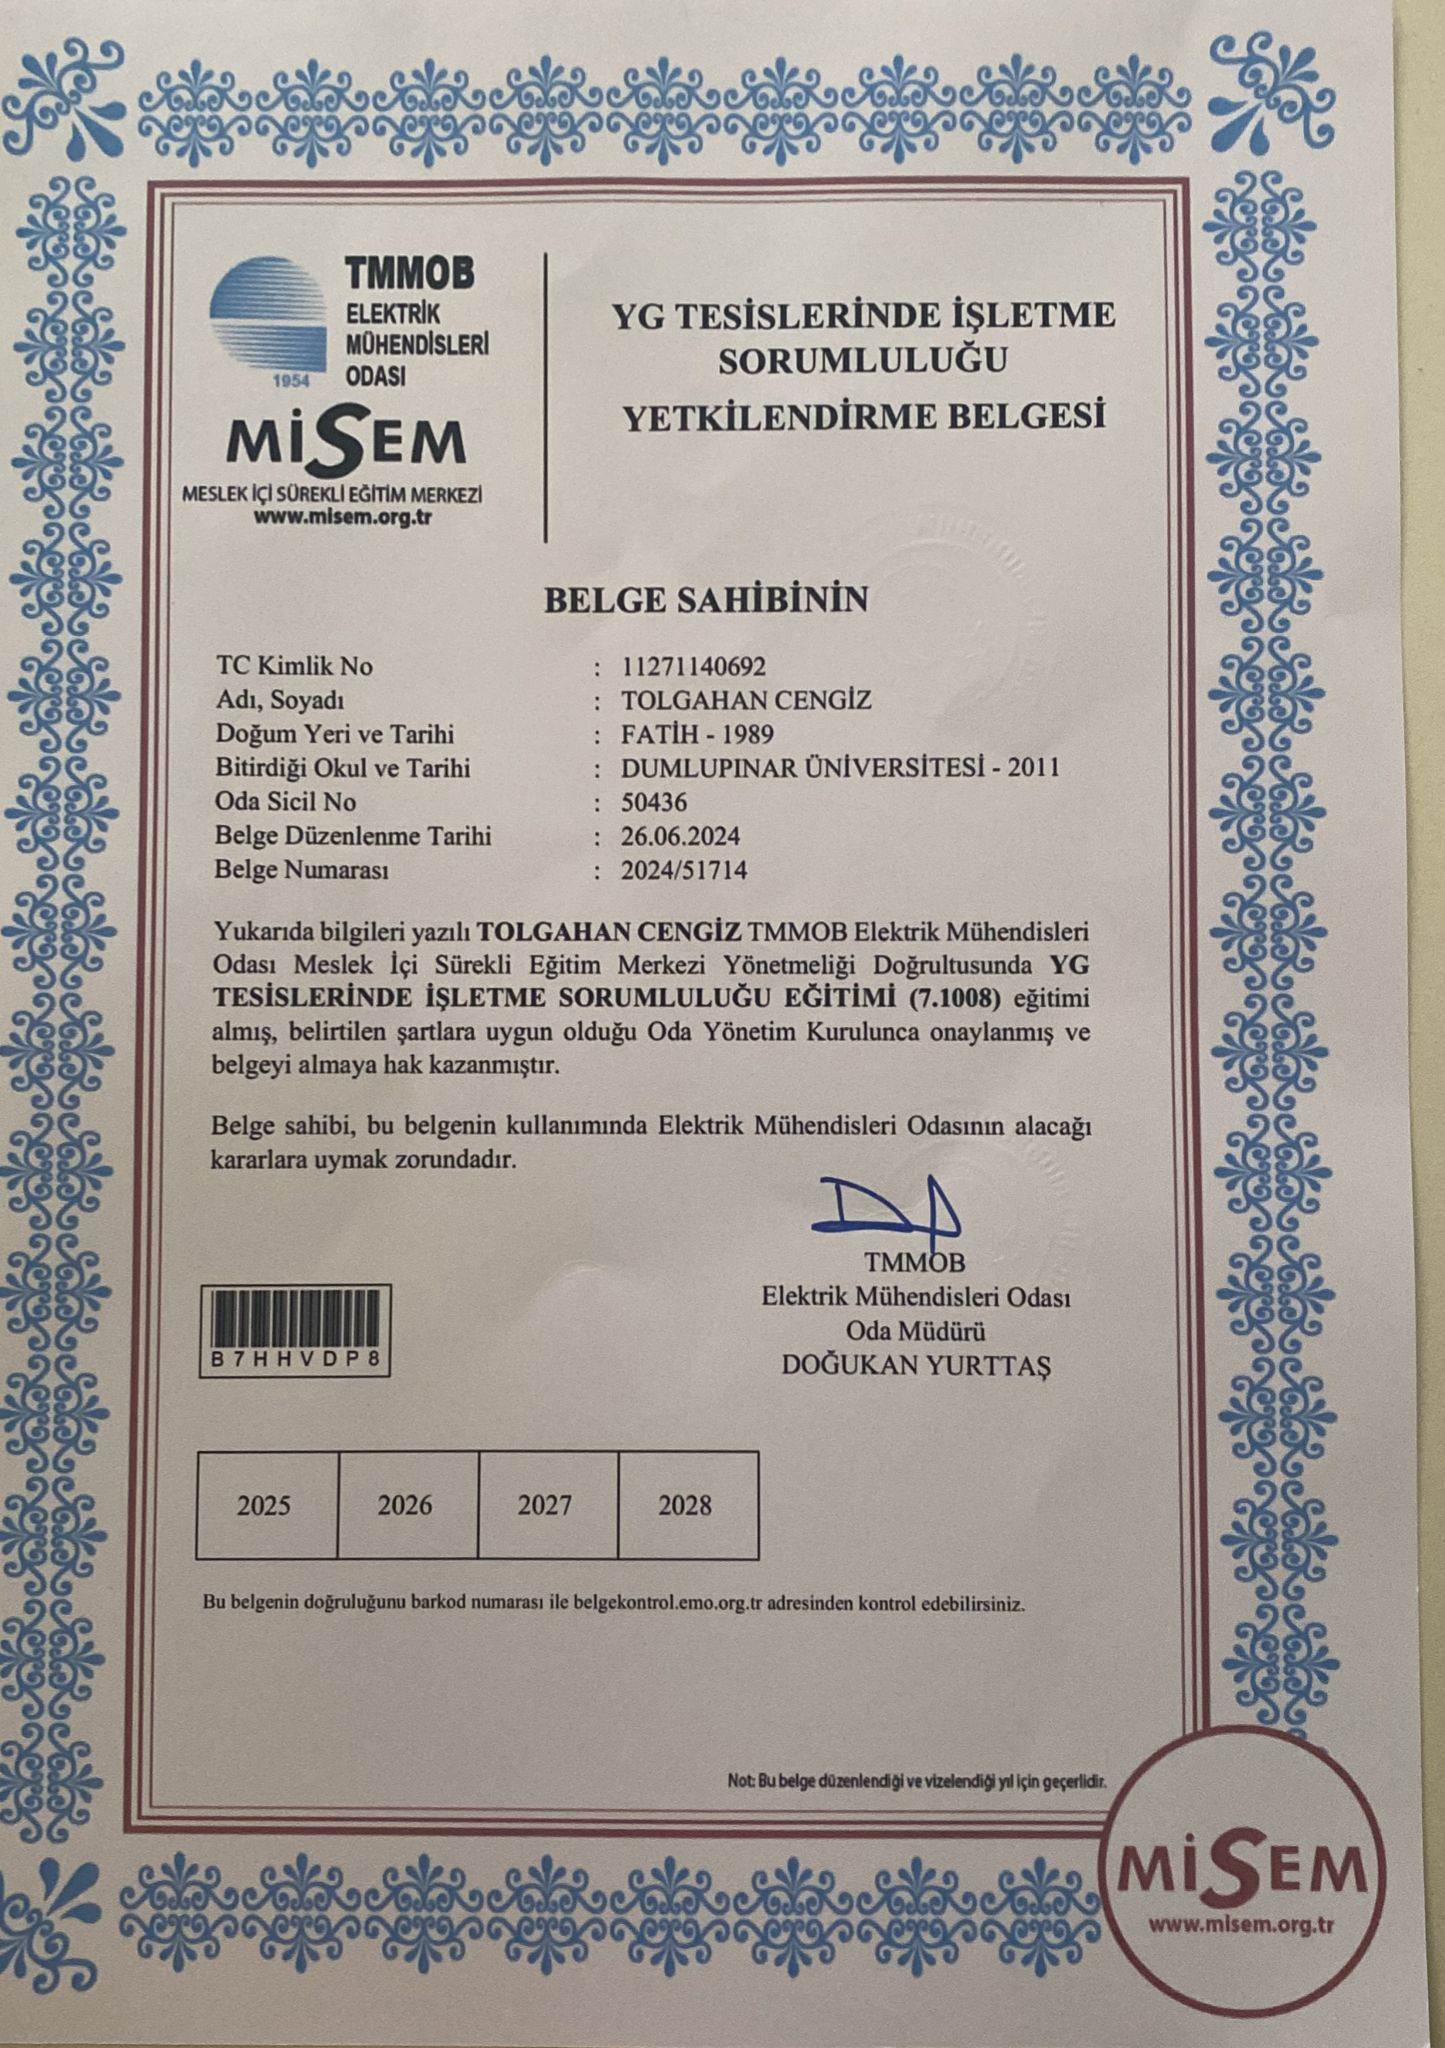 TMMOB
ELEKTRİK
MÜHENDİSLERİ
ODASI
1954
MİSEM
MESLEK İÇİ SÜREKLİ EĞİTİM MERKEZİ
www.misem.org.tr
YG TESİSLERİNDE İŞLETME
SORUMLULUĞU
YETKİLENDİRME BELGESİ
BELGE SAHİBİNİN
TC Kimlik No : 11271140692
Adı, Soyadı : TOLGAHAN CENGİZ
Doğum Yeri ve Tarihi : FATİH - 1989
Bitirdiği Okul ve Tarihi : DUMLUPINAR ÜNİVERSİTESİ - 2011
Oda Sicil No : 50436
Belge Düzenlenme Tarihi : 26.06.2024
Belge Numarası : 2024/51714
Yukarıda bilgileri yazılı TOLGAHAN CENGİZ TMMOB Elektrik Mühendisleri
Odası Meslek İçi Sürekli Eğitim Merkezi Yönetmeliği Doğrultusunda YG
TESİSLERİNDE İŞLETME SORUMLULUĞU EĞİTİMİ (7.1008) eğitimi
almış, belirtilen şartlara uygun olduğu Oda Yönetim Kurulunca onaylanmış ve
belgeyi almaya hak kazanmıştır.
Belge sahibi, bu belgenin kullanımında Elektrik Mühendisleri Odasının alacağı
kararlara uymak zorundadır.
TMMOB
Elektrik Mühendisleri Odası
Oda Müdürü
DOĞUKAN YURTTAŞ
B7HHVDP8
2025 2026 2027 2028
Bu belgenin doğruluğunu barkod numarası ile belgekontrol.emo.org.tr adresinden kontrol edebilirsiniz.
Not: Bu belge düzenlendiği ve vizelendiği yıl için geçerlidir.
MİSEM
www.misem.org.tr